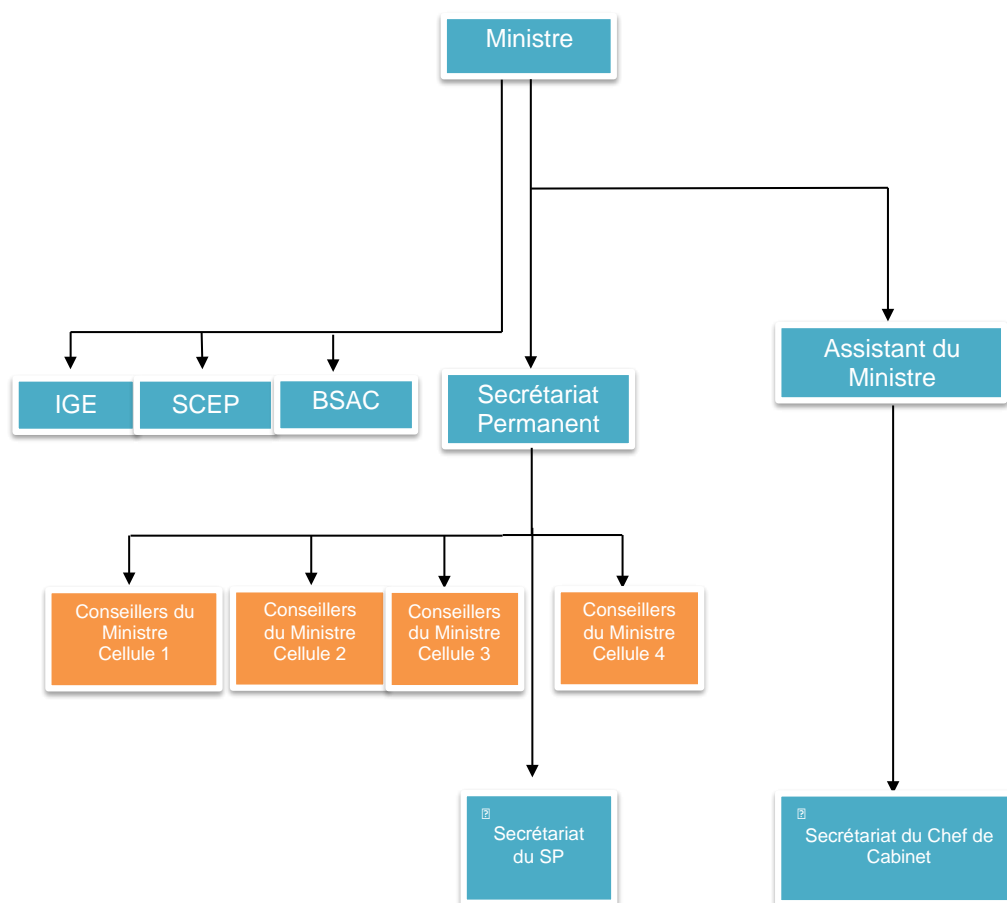 Ministre
Assistant du
Ministre
IGE
SCEP
BSAC
Secrétariat
Permanent
Conseillers du
Ministre
Cellule 1
Conseillers
du Ministre
Cellule 2
Conseillers
du Ministre
Cellule 3
Conseillers
du Ministre
Cellule 4
Secrétariat
du SP
Secrétariat du Chef de
Cabinet